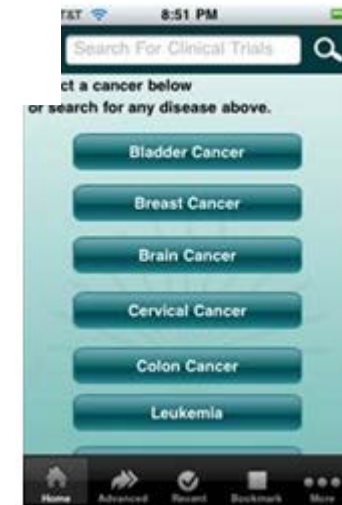 T&T 8:51 PM
Search For Clinical Trials
ct a cancer below
or search for any disease above.
Bladder Cancer
Breast Cancer
Brain Cancer
Cervical Cancer
Colon Cancer
Leukemia
Home Advanced Recent Bookmark More